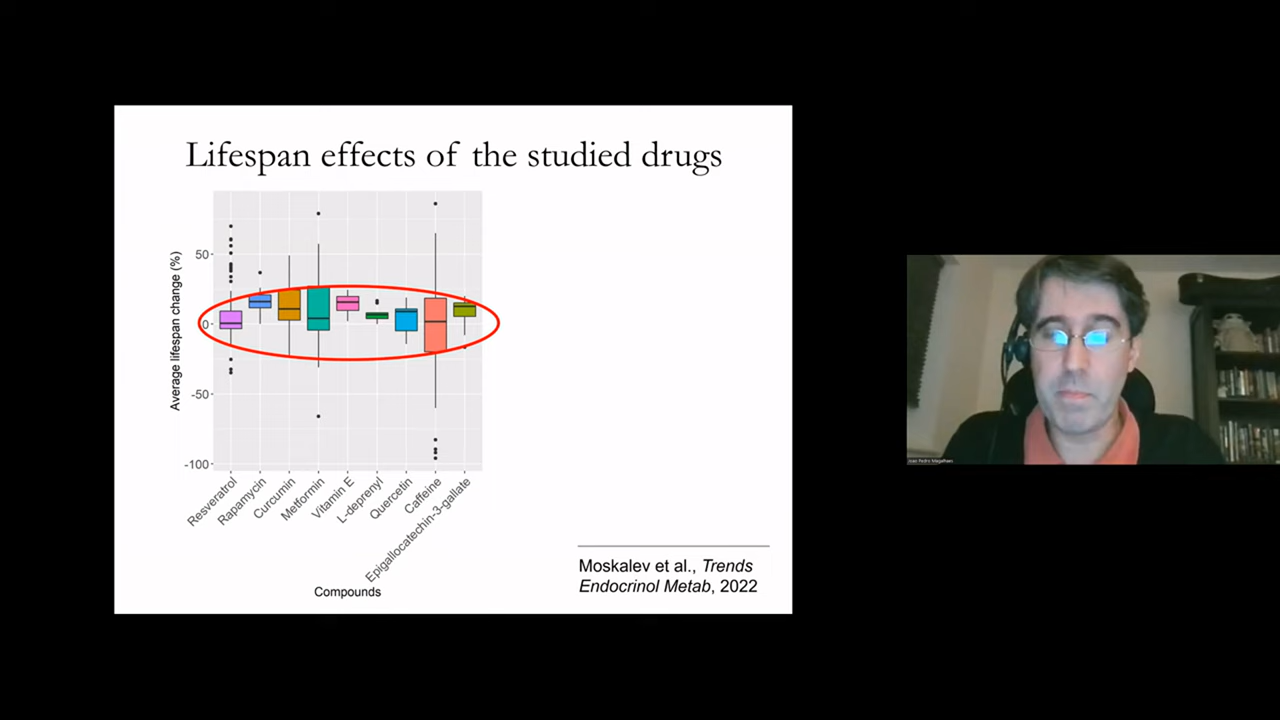 Lifespan effects of the studied drugs
Average lifespan change (%)
50
0
-50
-100
Resveratrol
Rapamycin
Curcumin
Metformin
Vitamin E
L-deprenyl
Quercetin
Caffeine
Epigallocatechin-3-gallate
Compounds
Moskalev et al., Trends
Endocrinol Metab, 2022